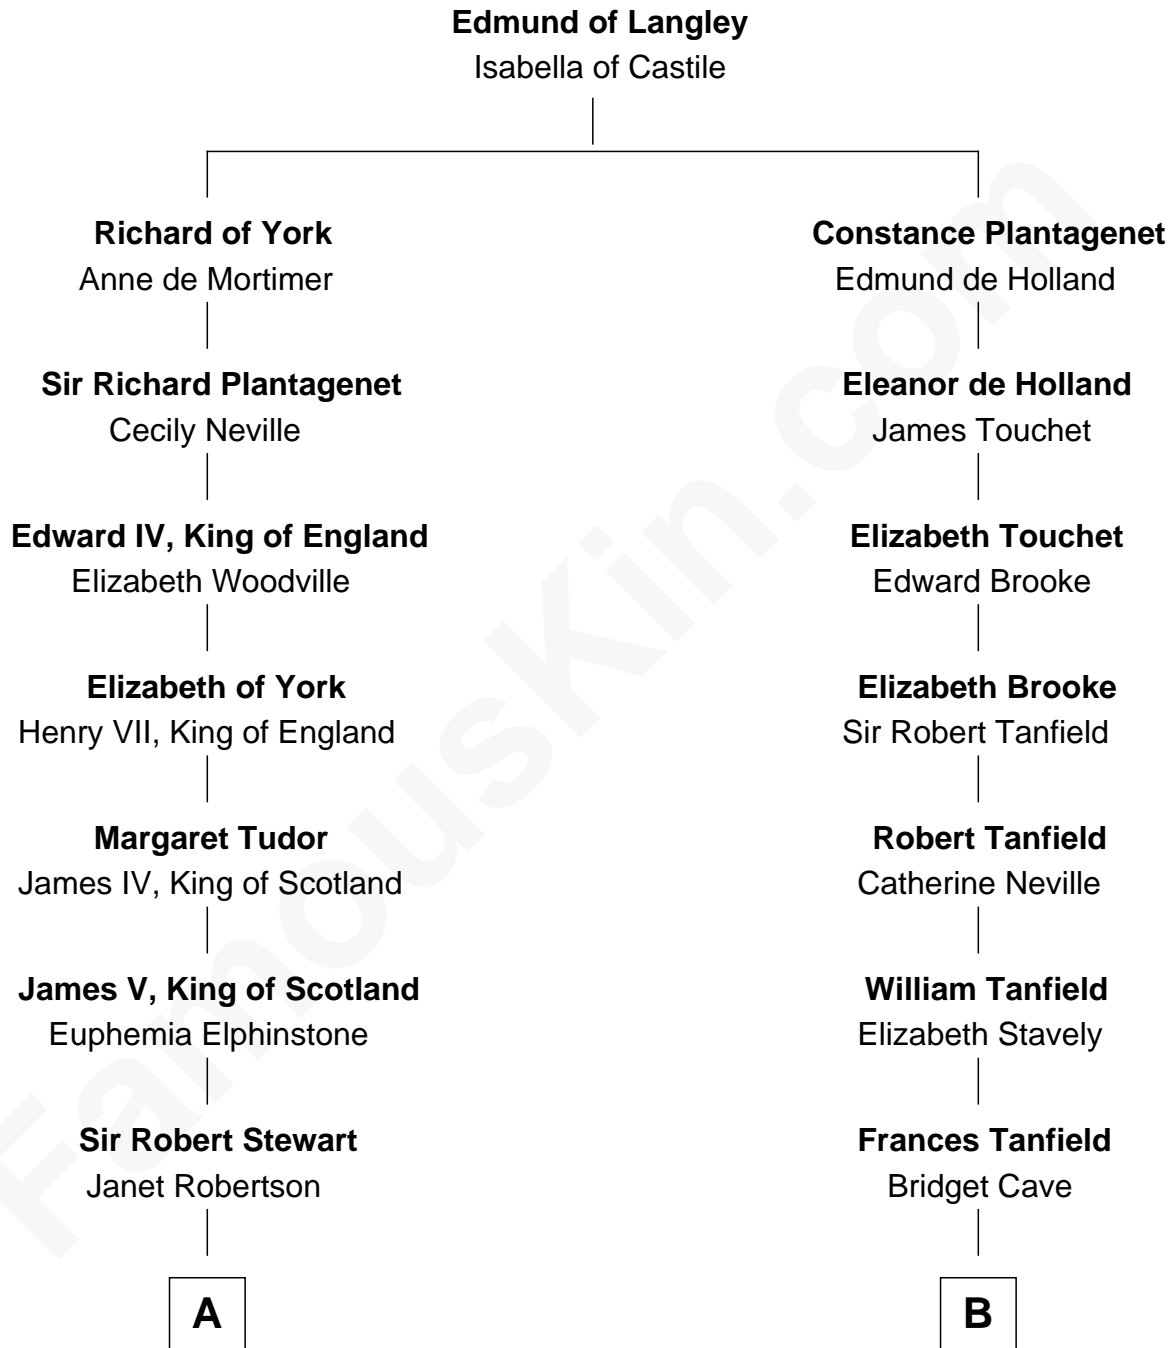 Edmund of Langley
Isabella of Castile
Richard of York
Anne de Mortimer
Sir Richard Plantagenet
Cecily Neville
Edward IV, King of England
Elizabeth Woodville
Elizabeth of York
Henry VII, King of England
Margaret Tudor
James IV, King of Scotland
James V, King of Scotland
Euphemia Elphinstone
Sir Robert Stewart
Janet Robertson
A
Constance Plantagenet
Edmund de Holland
Eleanor de Holland
James Touchet
Elizabeth Touchet
Edward Brooke
Elizabeth Brooke
Sir Robert Tanfield
Robert Tanfield
Catherine Neville
William Tanfield
Elizabeth Stavely
Frances Tanfield
Bridget Cave
B
FamousKin.com